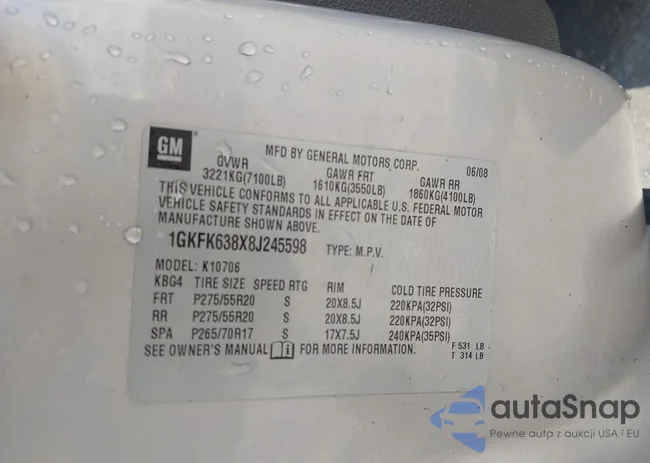 GM
MFD BY GENERAL MOTORS CORP. 06/08
GVWR GAWR FRT GAWR RR
3221KG(7100LB) 1610KG(3550LB) 1860KG(4100LB)
THIS VEHICLE CONFORMS TO ALL APPLICABLE U.S. FEDERAL MOTOR
VEHICLE SAFETY STANDARDS IN EFFECT ON THE DATE OF
MANUFACTURE SHOWN ABOVE.
1GKFK638X8J245598 TYPE: M.P.V.
MODEL: K10706
KBG4 TIRE SIZE SPEED RTG RIM COLD TIRE PRESSURE
FRT P275/55R20 S 20X8.5J 220KPA(32PSI)
RR P275/55R20 S 20X8.5J 220KPA(32PSI)
SPA P265/70R17 S 17X7.5J 240KPA(35PSI)
SEE OWNER'S MANUAL i FOR MORE INFORMATION.
F 531 LB
T 314 LB
autaSnap
Pewne auta z aukcji USA i EU